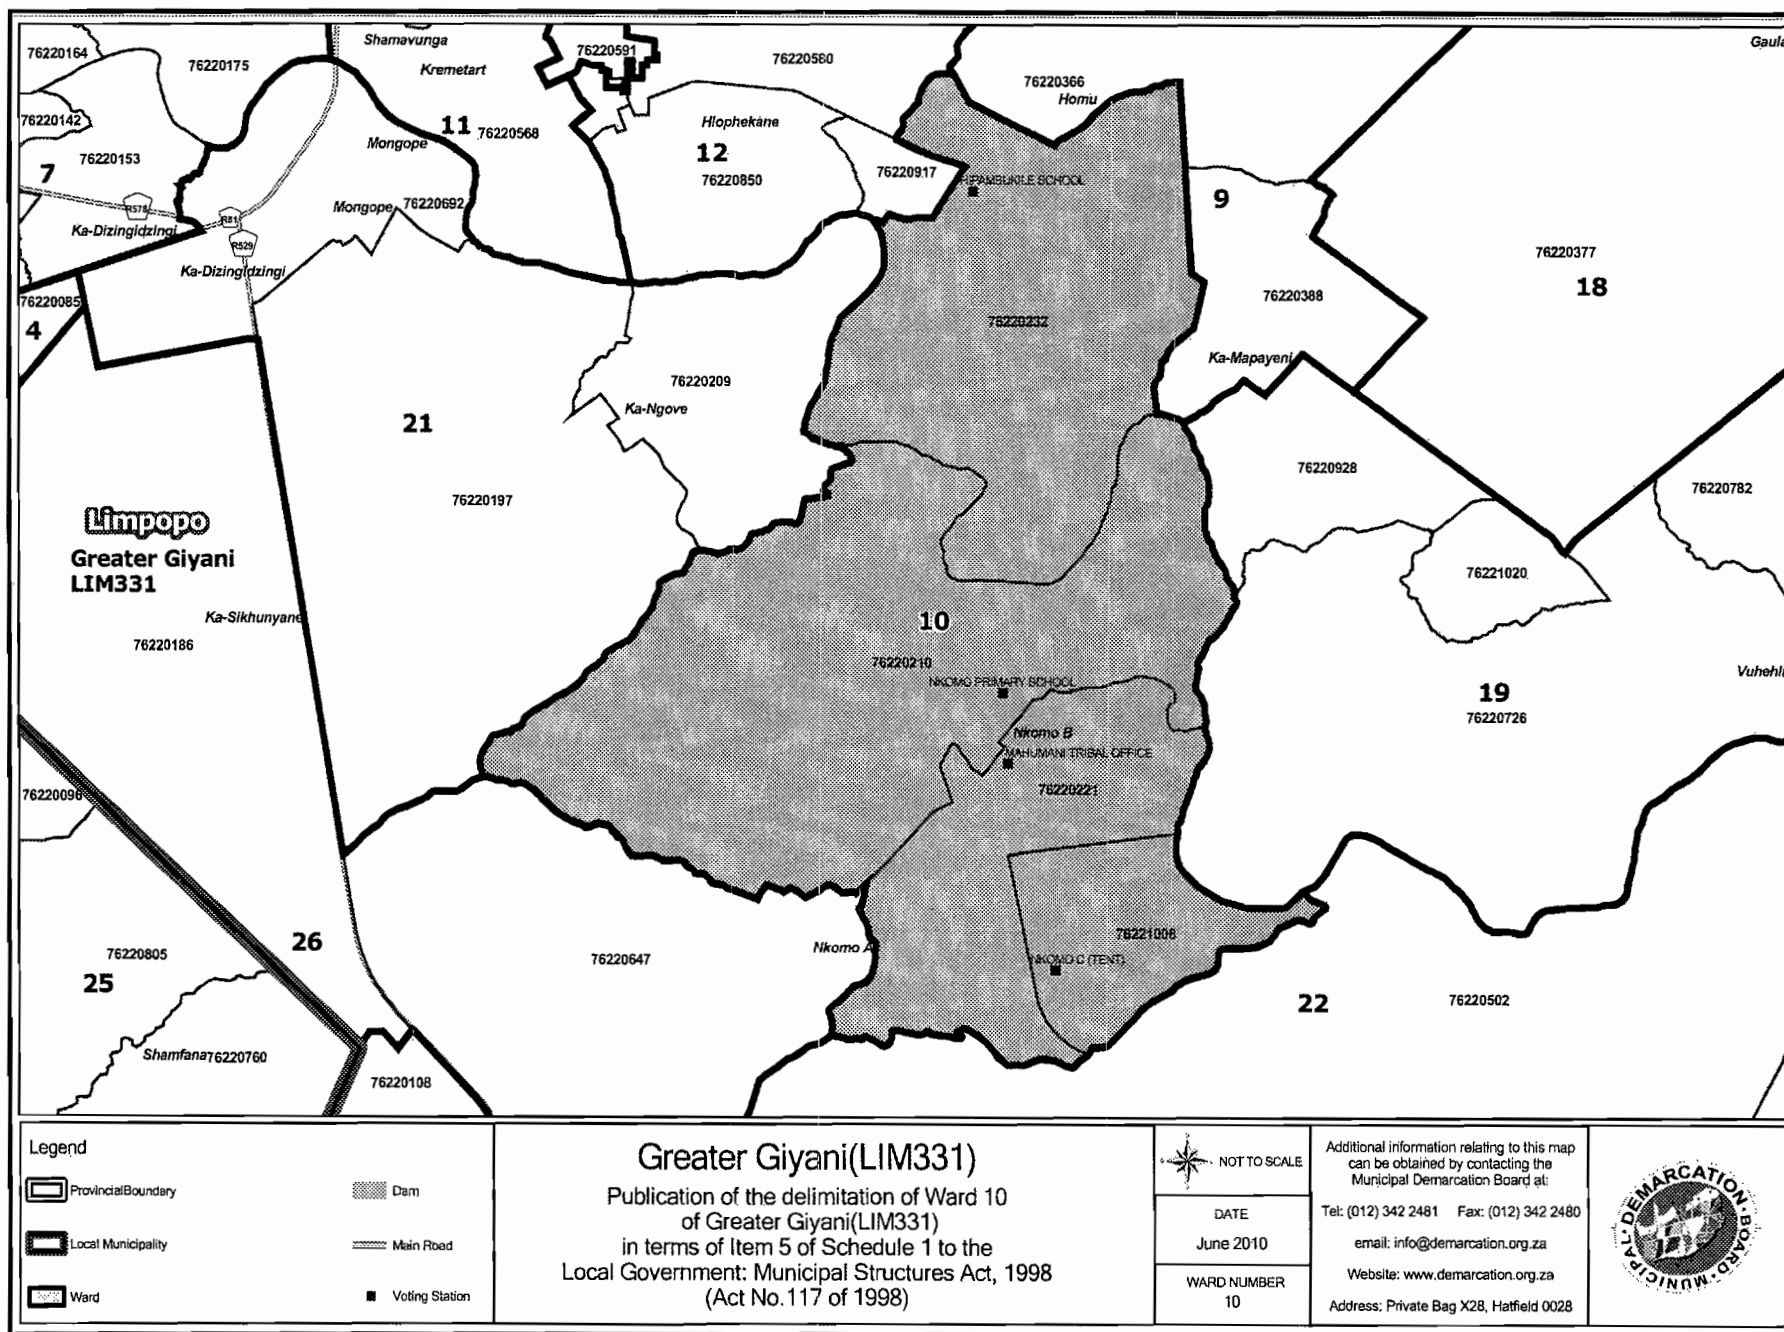 Shamavunga
Gaula
76220164
76220175
Kremetart
76220591
76220580
76220366
Homu
76220142
11
76220568
Hlophekane
Mongope
7
76220153
12
76220917
76220850
RIPAMBUKILE SCHOOL
9
R578
R81
Mongope
76220692
Ka-Dizingidzingi
R529
76220377
Ka-Dizingidzingi
18
76220085
76220388
4
76220232
Ka-Mapayeni
76220209
Ka-Ngove
21
76220928
76220197
76220782
Limpopo
Greater Giyani
LIM331
76221020
Ka-Sikhunyane
10
76220186
76220210
Vuhehli
NKOMO PRIMARY SCHOOL
19
76220726
Nkomo B
MAHUMANI TRIBAL OFFICE
76220096
76220221
26
76221008
76220805
Nkomo A
76220647
NKOMO C (TENT)
25
22
76220502
Shamfana
76220760
76220108
Legend
ProvincialBoundary
Dam
Local Municipality
Main Road
Ward
Voting Station
Greater Giyani(LIM331)
Publication of the delimitation of Ward 10
of Greater Giyani(LIM331)
in terms of Item 5 of Schedule 1 to the
Local Government: Municipal Structures Act, 1998
(Act No.117 of 1998)
NOT TO SCALE
DATE
June 2010
WARD NUMBER
10
Additional information relating to this map
can be obtained by contacting the
Municipal Demarcation Board at:
Tel: (012) 342 2481 Fax: (012) 342 2480
email: info@demarcation.org.za
Website: www.demarcation.org.za
Address: Private Bag X28, Hatfield 0028
MUNICIPAL DEMARCATION BOARD